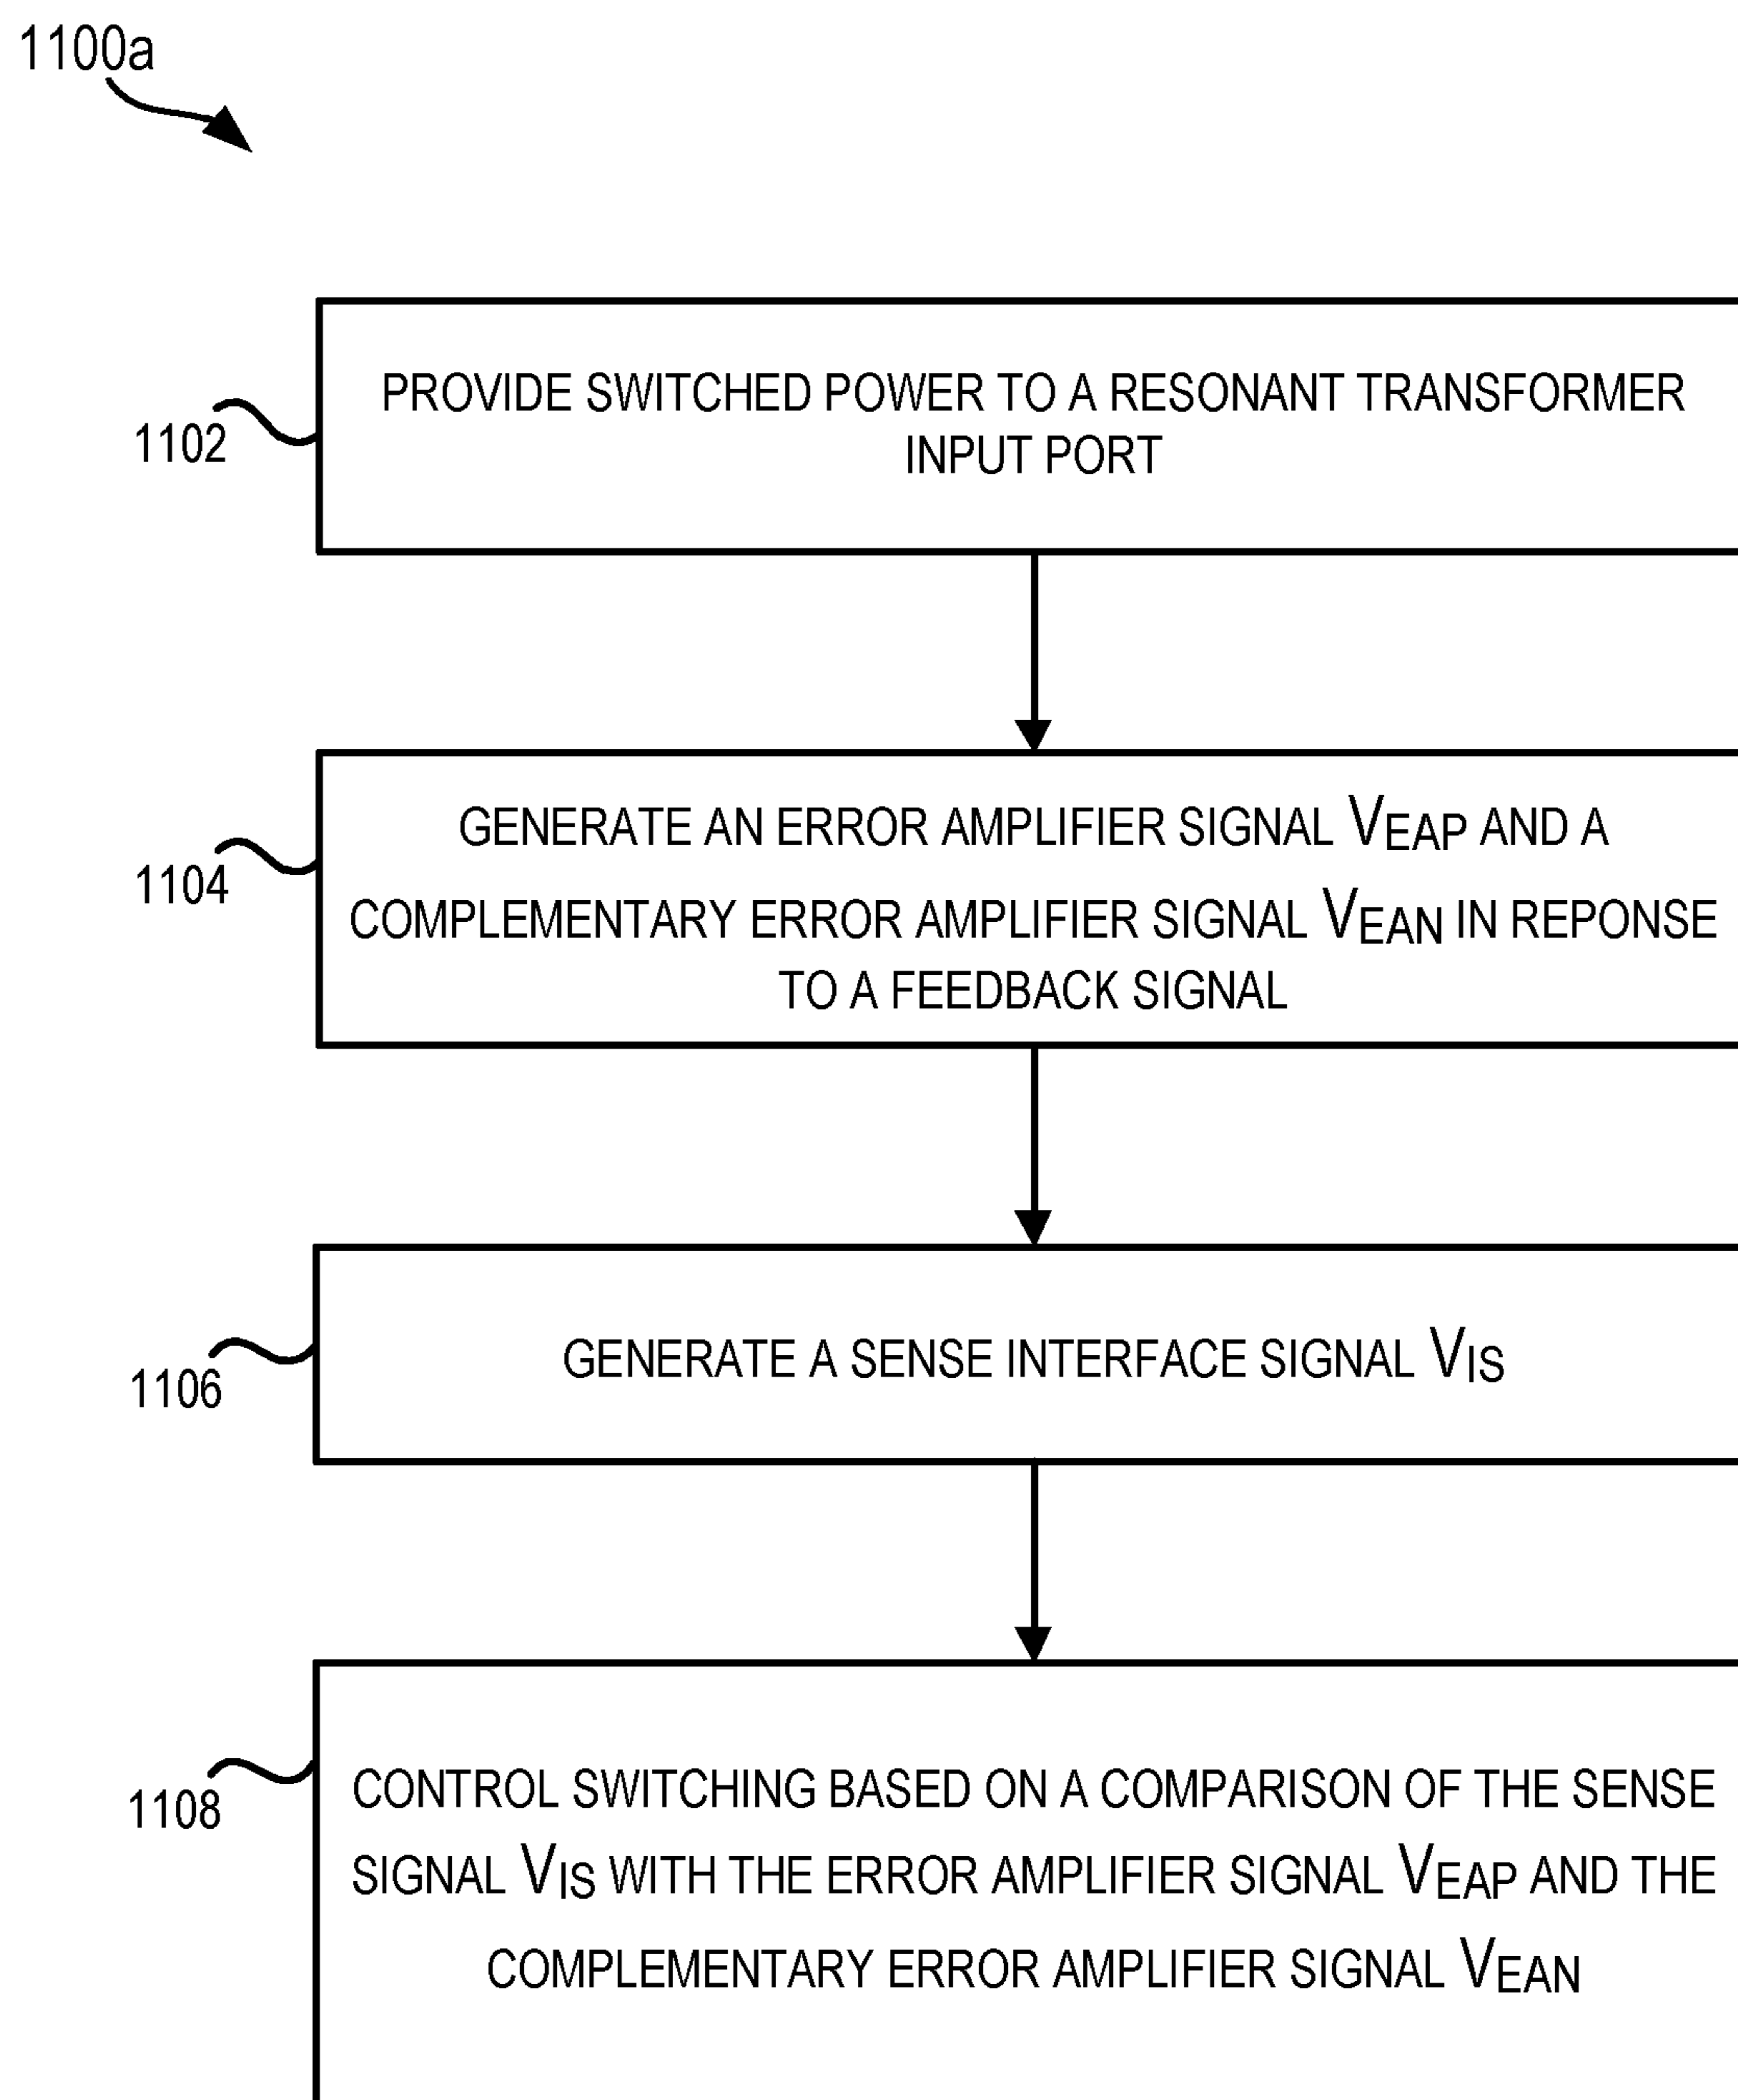 1100a
PROVIDE SWITCHED POWER TO A RESONANT TRANSFORMER
INPUT PORT
1102
GENERATE AN ERROR AMPLIFIER SIGNAL VEAP AND A
COMPLEMENTARY ERROR AMPLIFIER SIGNAL VEAN IN REPONSE
TO A FEEDBACK SIGNAL
1104
GENERATE A SENSE INTERFACE SIGNAL VIS
1106
CONTROL SWITCHING BASED ON A COMPARISON OF THE SENSE
SIGNAL VIS WITH THE ERROR AMPLIFIER SIGNAL VEAP AND THE
COMPLEMENTARY ERROR AMPLIFIER SIGNAL VEAN
1108